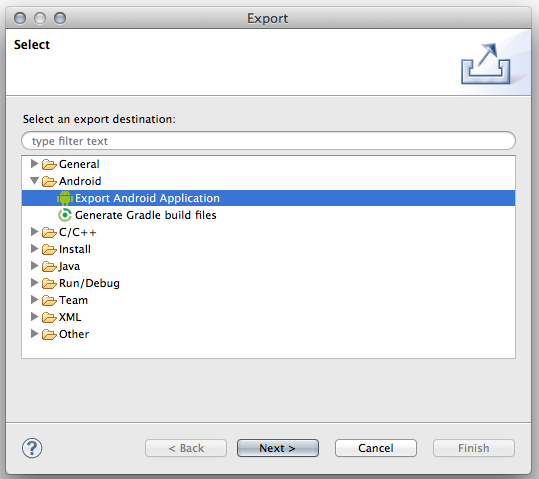 Export
Select
Select an export destination:
type filter text
General
Android
Export Android Application
Generate Gradle build files
C/C++
Install
Java
Run/Debug
Team
XML
Other
?
< Back
Next >
Cancel
Finish